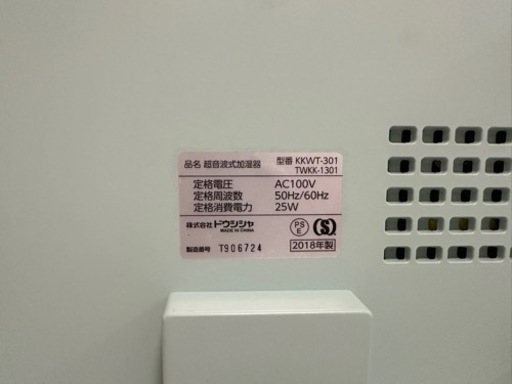 品名 超音波式加湿器 型番 KKWT-301
TWKK-1301
定格電圧 AC100V
定格周波数 50Hz/60Hz
定格消費電力 25W
株式会社 ドウシシャ
MADE IN CHINA
PS
E
S
製造番号 T906724 2018年製